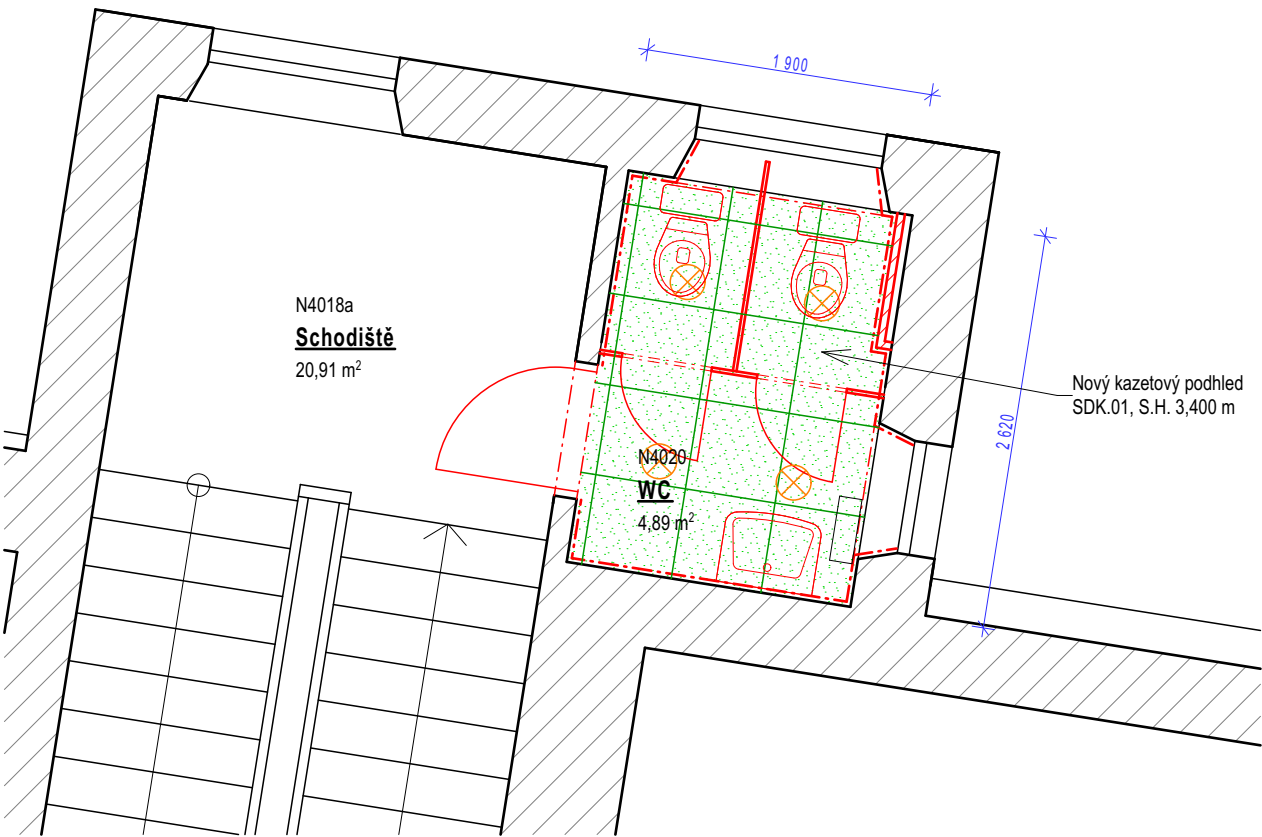 1 900
N4018a
Schodiště
20,91 m²
Nový kazetový podhled
SDK.01, S.H. 3,400 m
2 620
N4020
WC
4,89 m²